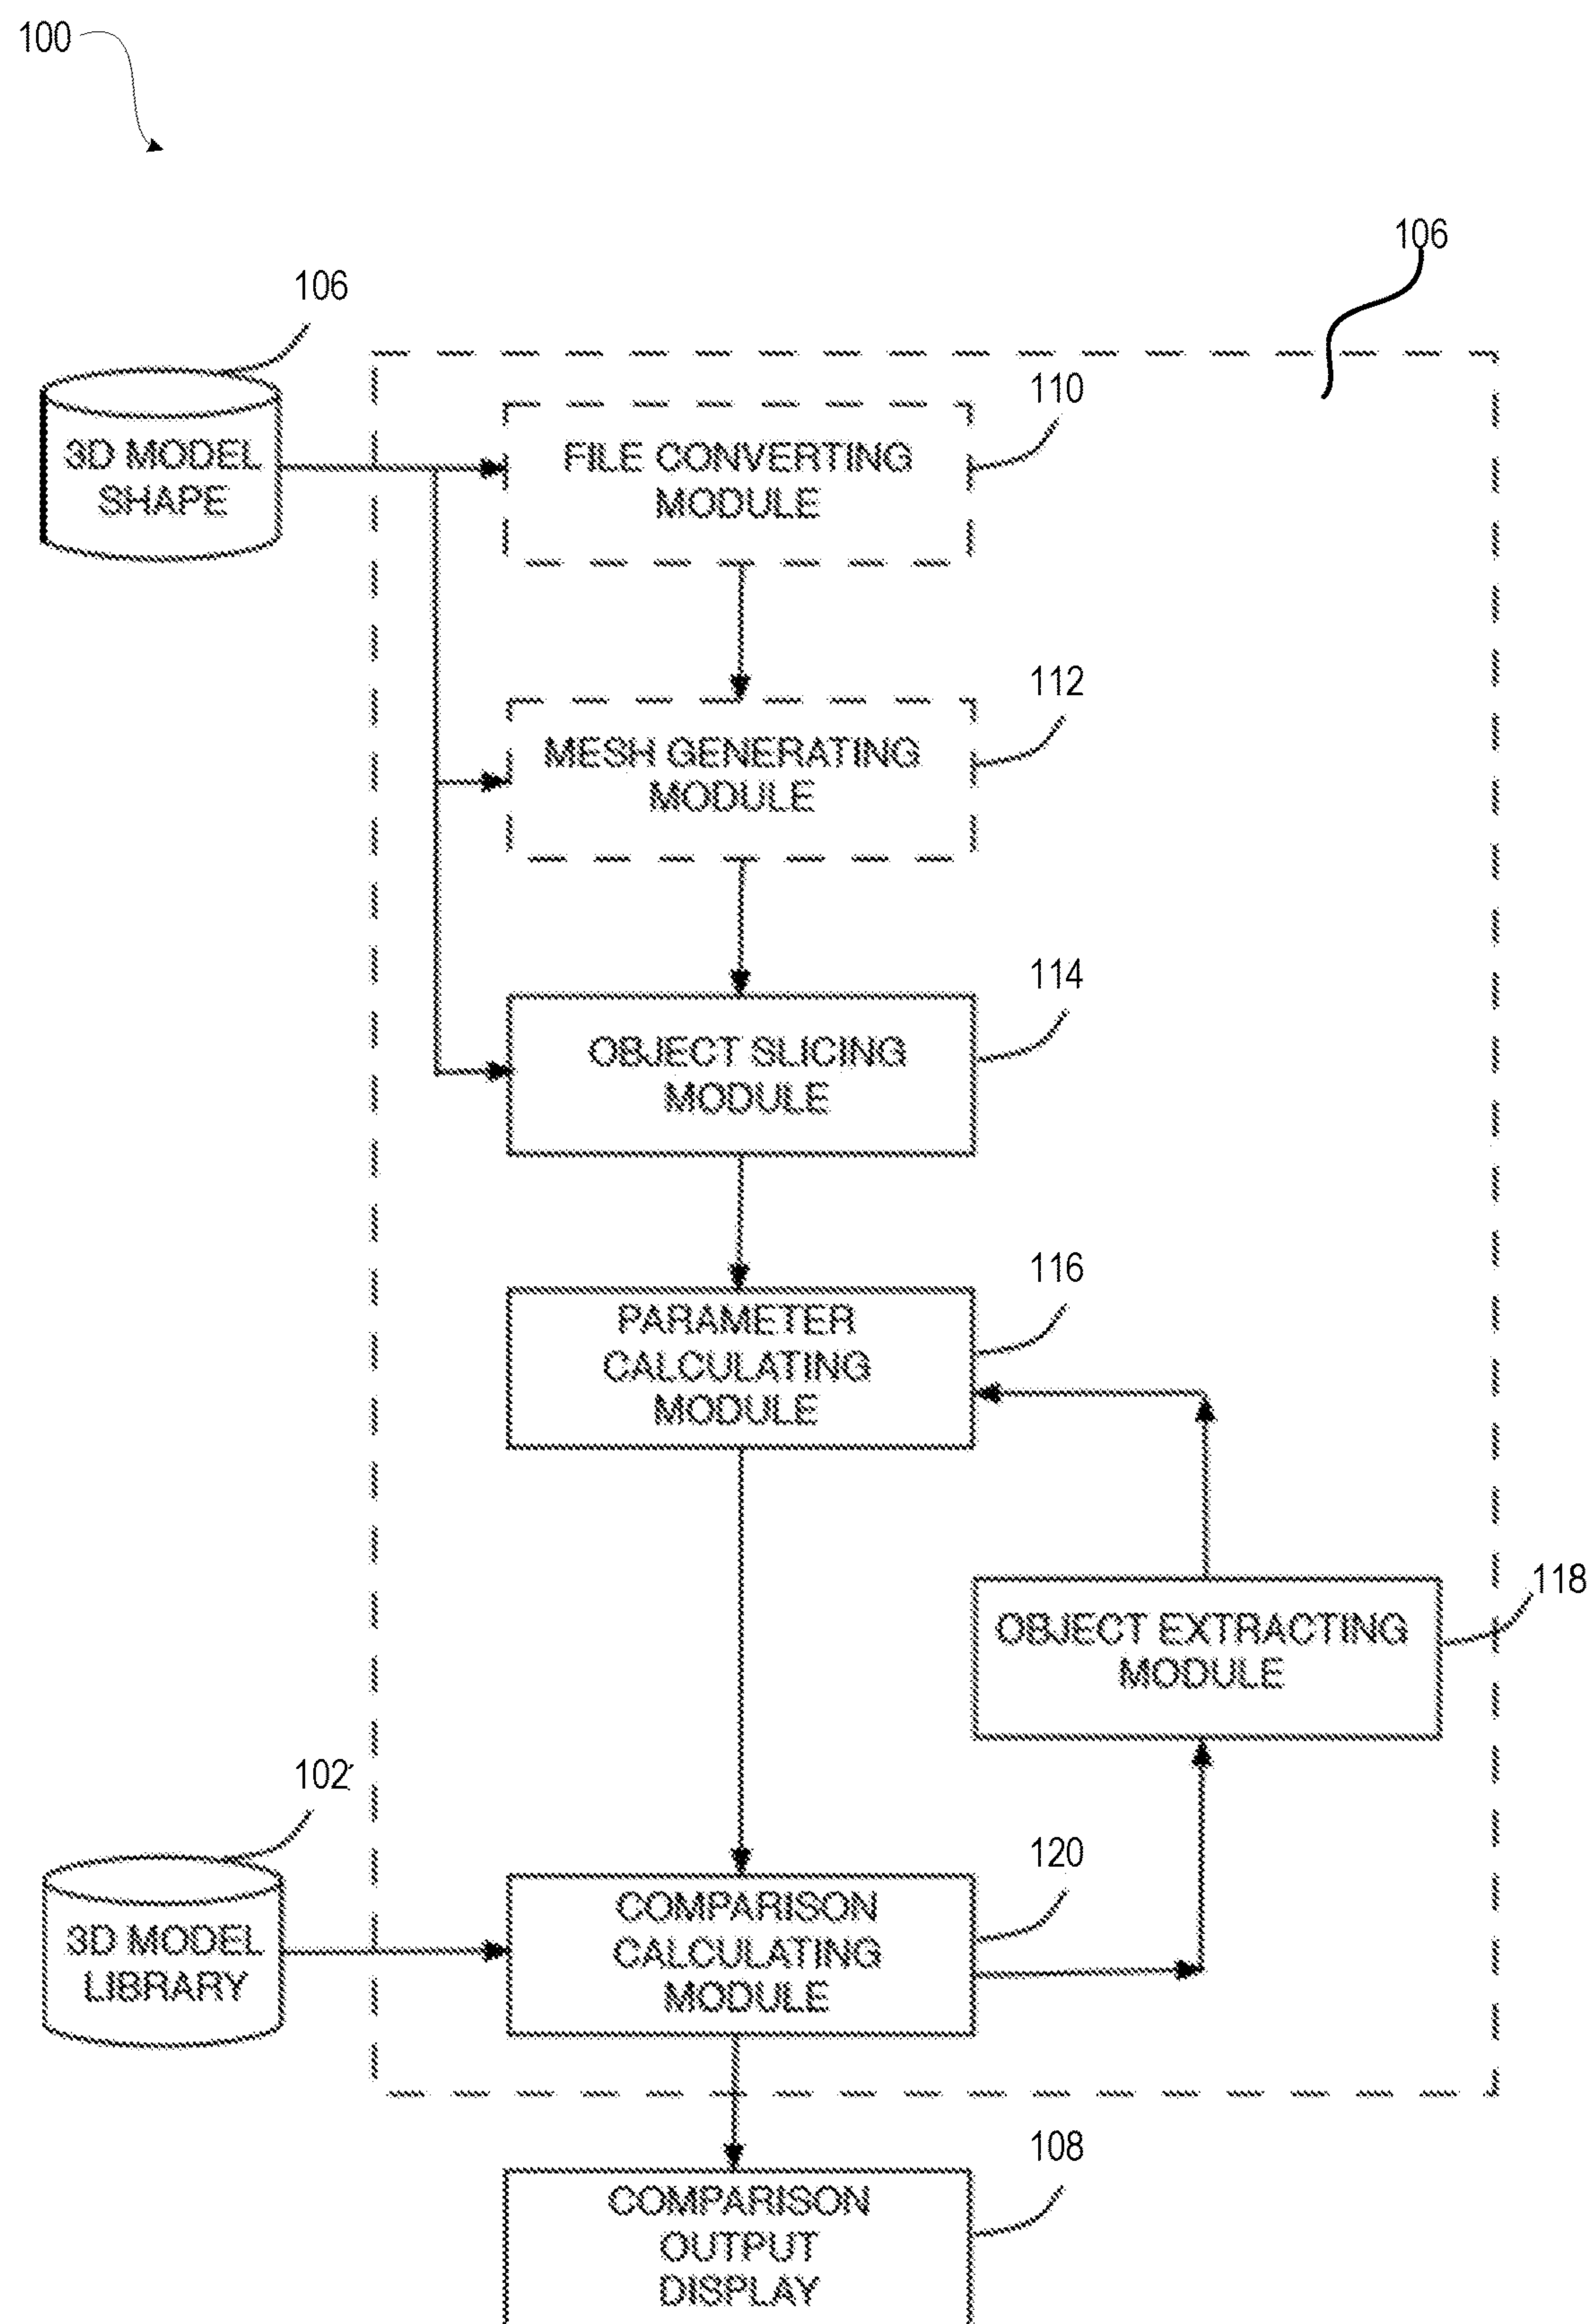 100
106
106
110
3D MODEL
SHAPE
FILE CONVERTING
MODULE
112
MESH GENERATING
MODULE
114
OBJECT SLICING
MODULE
116
PARAMETER
CALCULATING
MODULE
118
OBJECT EXTRACTING
MODULE
102
120
3D MODEL
LIBRARY
COMPARISON
CALCULATING
MODULE
108
COMPARISON
OUTPUT
DISPLAY